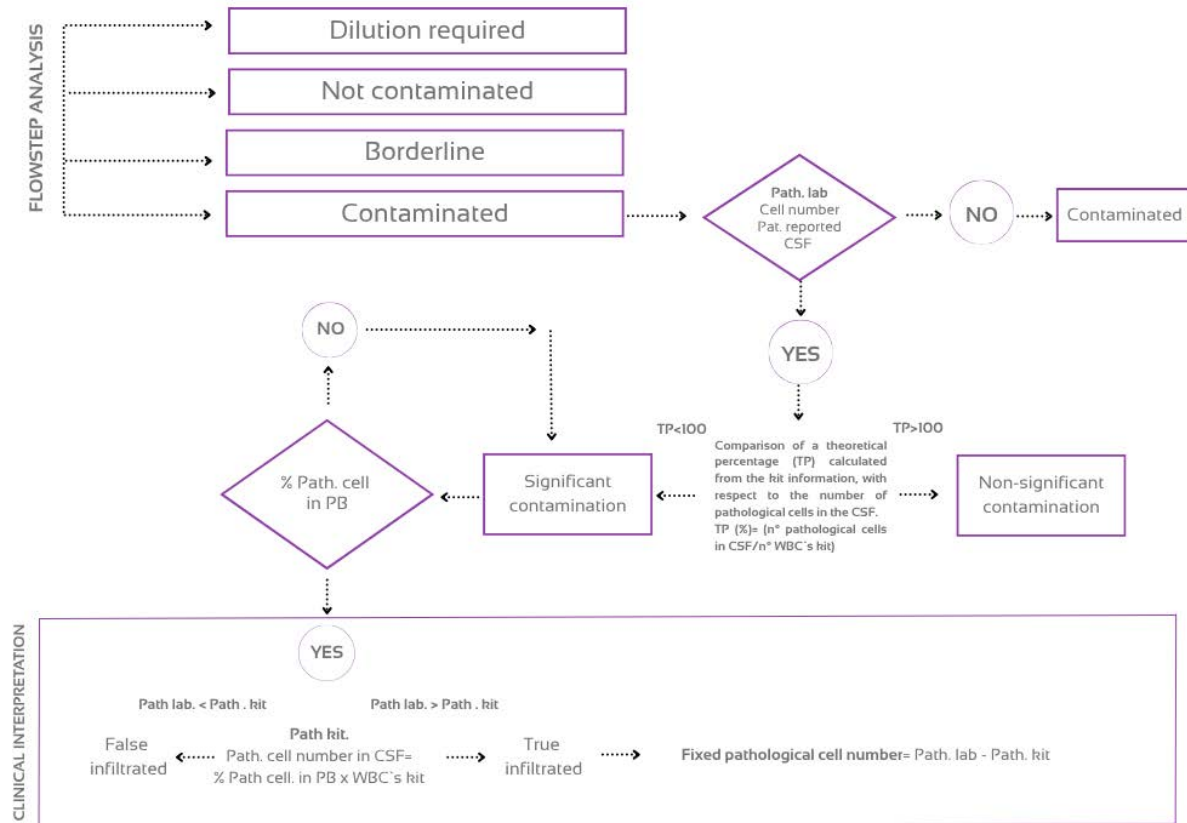 FLOWSTEP ANALYSIS
Dilution required
Not contaminated
Borderline
Contaminated
Path. lab
Cell number
Pat. reported
CSF
NO
Contaminated
YES
NO
TP<100
TP>100
Comparison of a theoretical
percentage (TP) calculated
from the kit information, with
respect to the number of
pathological cells in the CSF.
TP (%)= (n° pathological cells
in CSF/n° WBC`s kit)
Non-significant
contamination
Significant
contamination
% Path. cell
in PB
CLINICAL INTERPRETATION
YES
Path lab. < Path . kit
Path lab. > Path . kit
False
infiltrated
Path kit.
Path. cell number in CSF=
% Path cell. in PB x WBC`s kit
True
infiltrated
Fixed pathological cell number= Path. lab - Path. kit